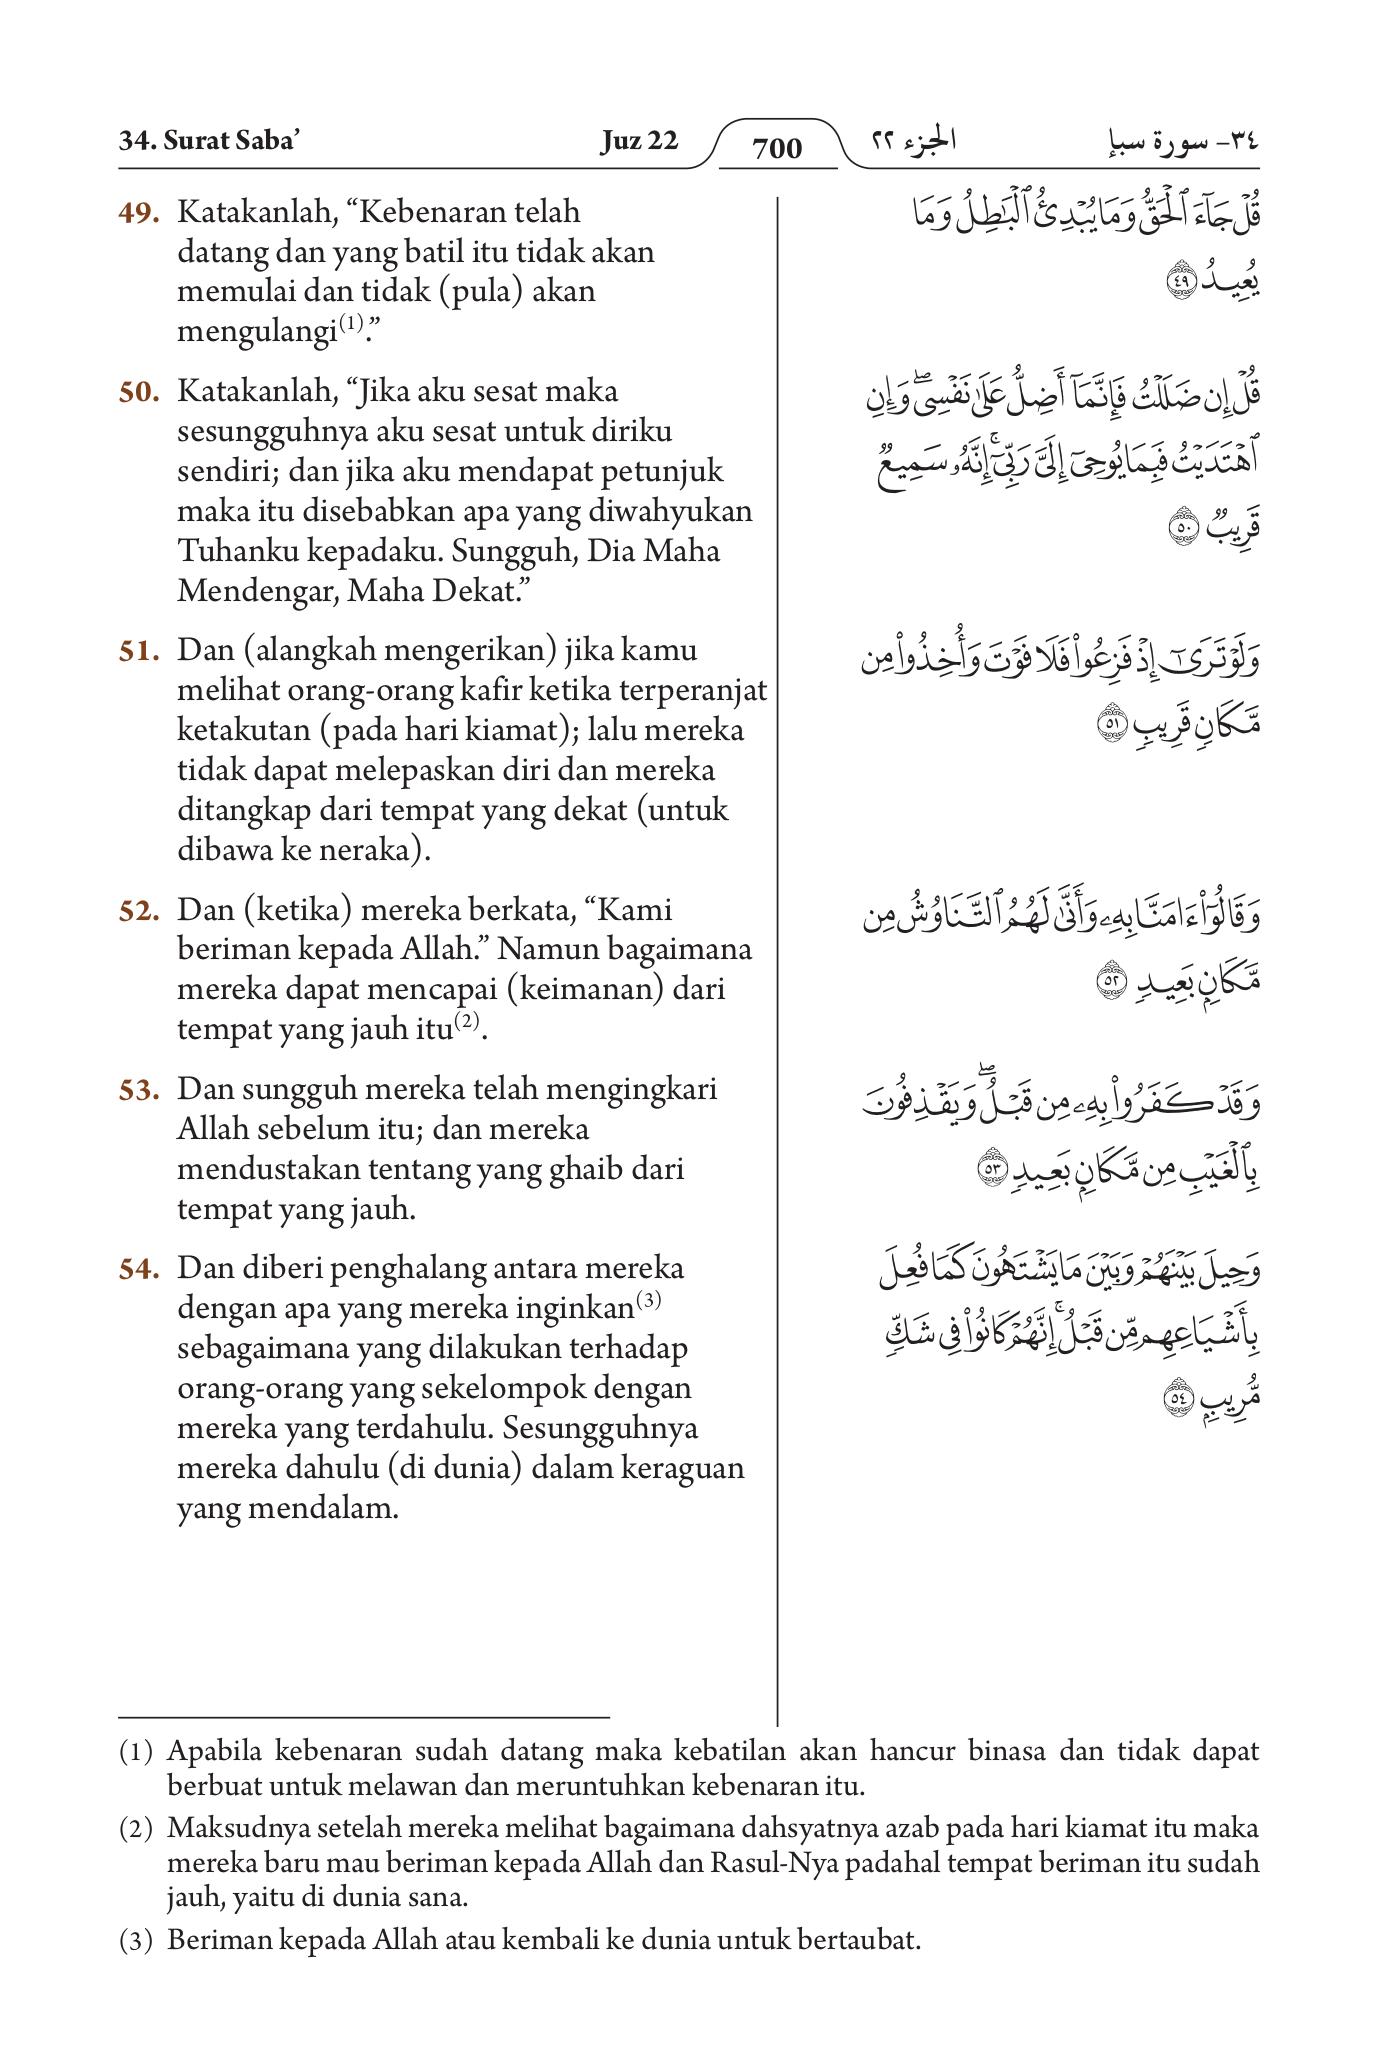 34. Surat Saba’ Juz 22 700 الجزء ٢٢ ٣٤- سورة سبإ
49. Katakanlah, “Kebenaran telah
datang dan yang batil itu tidak akan
memulai dan tidak (pula) akan
mengulangi(1).”
50. Katakanlah, “Jika aku sesat maka
sesungguhnya aku sesat untuk diriku
sendiri; dan jika aku mendapat petunjuk
maka itu disebabkan apa yang diwahyukan
Tuhanku kepadaku. Sungguh, Dia Maha
Mendengar, Maha Dekat.”
51. Dan (alangkah mengerikan) jika kamu
melihat orang-orang kafir ketika terperanjat
ketakutan (pada hari kiamat); lalu mereka
tidak dapat melepaskan diri dan mereka
ditangkap dari tempat yang dekat (untuk
dibawa ke neraka).
52. Dan (ketika) mereka berkata, “Kami
beriman kepada Allah.” Namun bagaimana
mereka dapat mencapai (keimanan) dari
tempat yang jauh itu(2).
53. Dan sungguh mereka telah mengingkari
Allah sebelum itu; dan mereka
mendustakan tentang yang ghaib dari
tempat yang jauh.
54. Dan diberi penghalang antara mereka
dengan apa yang mereka inginkan(3)
sebagaimana yang dilakukan terhadap
orang-orang yang sekelompok dengan
mereka yang terdahulu. Sesungguhnya
mereka dahulu (di dunia) dalam keraguan
yang mendalam.
قُلْ جَآءَ ٱلْحَقُّ وَمَا يُبْدِئُ ٱلْبَـٰطِلُ وَمَا
يُعِيدُ ٤٩
قُلْ إِن ضَلَلْتُ فَإِنَّمَآ أَضِلُّ عَلَىٰ نَفْسِىۖ وَإِنِ
ٱهْتَدَيْتُ فَبِمَا يُوحِىٓ إِلَىَّ رَبِّىٓۚ إِنَّهُۥ سَمِيعٌ
قَرِيبٌ ٥٠
وَلَوْ تَرَىٰٓ إِذْ فَزِعُوا۟ فَلَا فَوْتَ وَأُخِذُوا۟ مِن
مَّكَانٍ قَرِيبٍ ٥١
وَقَالُوٓا۟ ءَامَنَّا بِهِۦ وَأَنَّىٰ لَهُمُ ٱلتَّنَاوُشُ مِن
مَّكَانٍۭ بَعِيدٍ ٥٢
وَقَدْ كَفَرُوا۟ بِهِۦ مِن قَبْلُۖ وَيَقْذِفُونَ
بِٱلْغَيْبِ مِن مَّكَانٍۭ بَعِيدٍ ٥٣
وَحِيلَ بَيْنَهُمْ وَبَيْنَ مَا يَشْتَهُونَ كَمَا فُعِلَ
بِأَشْيَاعِهِم مِّن قَبْلُۚ إِنَّهُمْ كَانُوا۟ فِى شَكٍّ
مُّرِيبٍۭ ٥٤
(1) Apabila kebenaran sudah datang maka kebatilan akan hancur binasa dan tidak dapat
berbuat untuk melawan dan meruntuhkan kebenaran itu.
(2) Maksudnya setelah mereka melihat bagaimana dahsyatnya azab pada hari kiamat itu maka
mereka baru mau beriman kepada Allah dan Rasul-Nya padahal tempat beriman itu sudah
jauh, yaitu di dunia sana.
(3) Beriman kepada Allah atau kembali ke dunia untuk bertaubat.